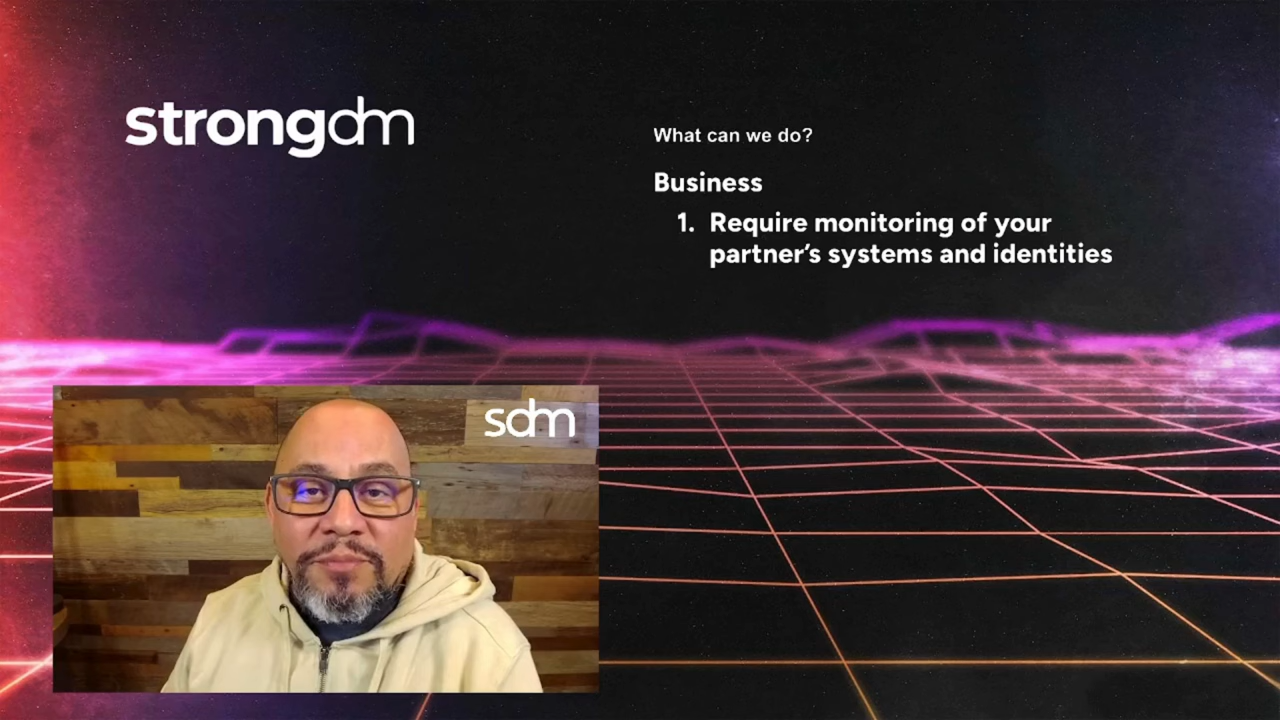 strongdm
What can we do?
Business
1. Require monitoring of your
partner's systems and identities
sdm